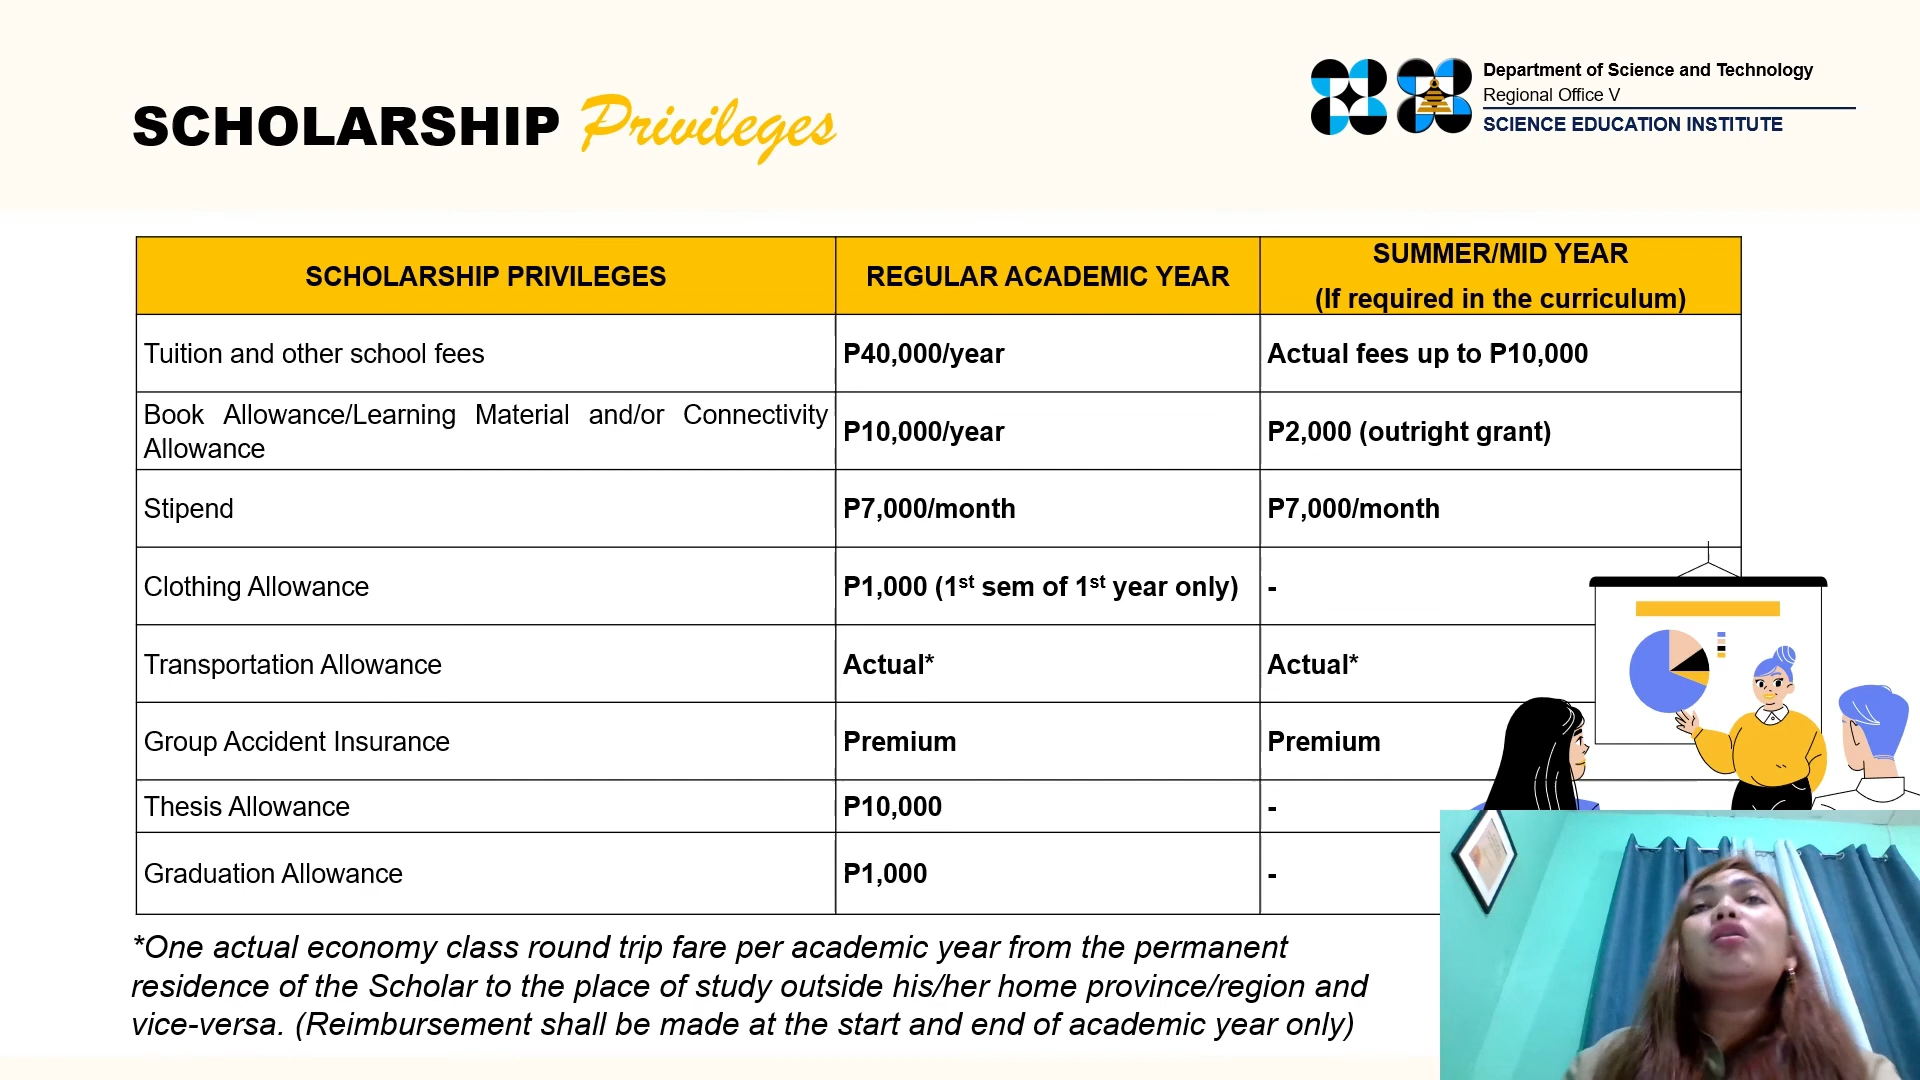 SCHOLARSHIP Privileges
Department of Science and Technology
Regional Office V
SCIENCE EDUCATION INSTITUTE
SCHOLARSHIP PRIVILEGES
REGULAR ACADEMIC YEAR
SUMMER/MID YEAR
(If required in the curriculum)
Tuition and other school fees
P40,000/year
Actual fees up to P10,000
Book Allowance/Learning Material and/or Connectivity
Allowance
P10,000/year
P2,000 (outright grant)
Stipend
P7,000/month
P7,000/month
Clothing Allowance
P1,000 (1st sem of 1st year only)
-
Transportation Allowance
Actual*
Actual*
Group Accident Insurance
Premium
Premium
Thesis Allowance
P10,000
-
Graduation Allowance
P1,000
-
*One actual economy class round trip fare per academic year from the permanent
residence of the Scholar to the place of study outside his/her home province/region and
vice-versa. (Reimbursement shall be made at the start and end of academic year only)